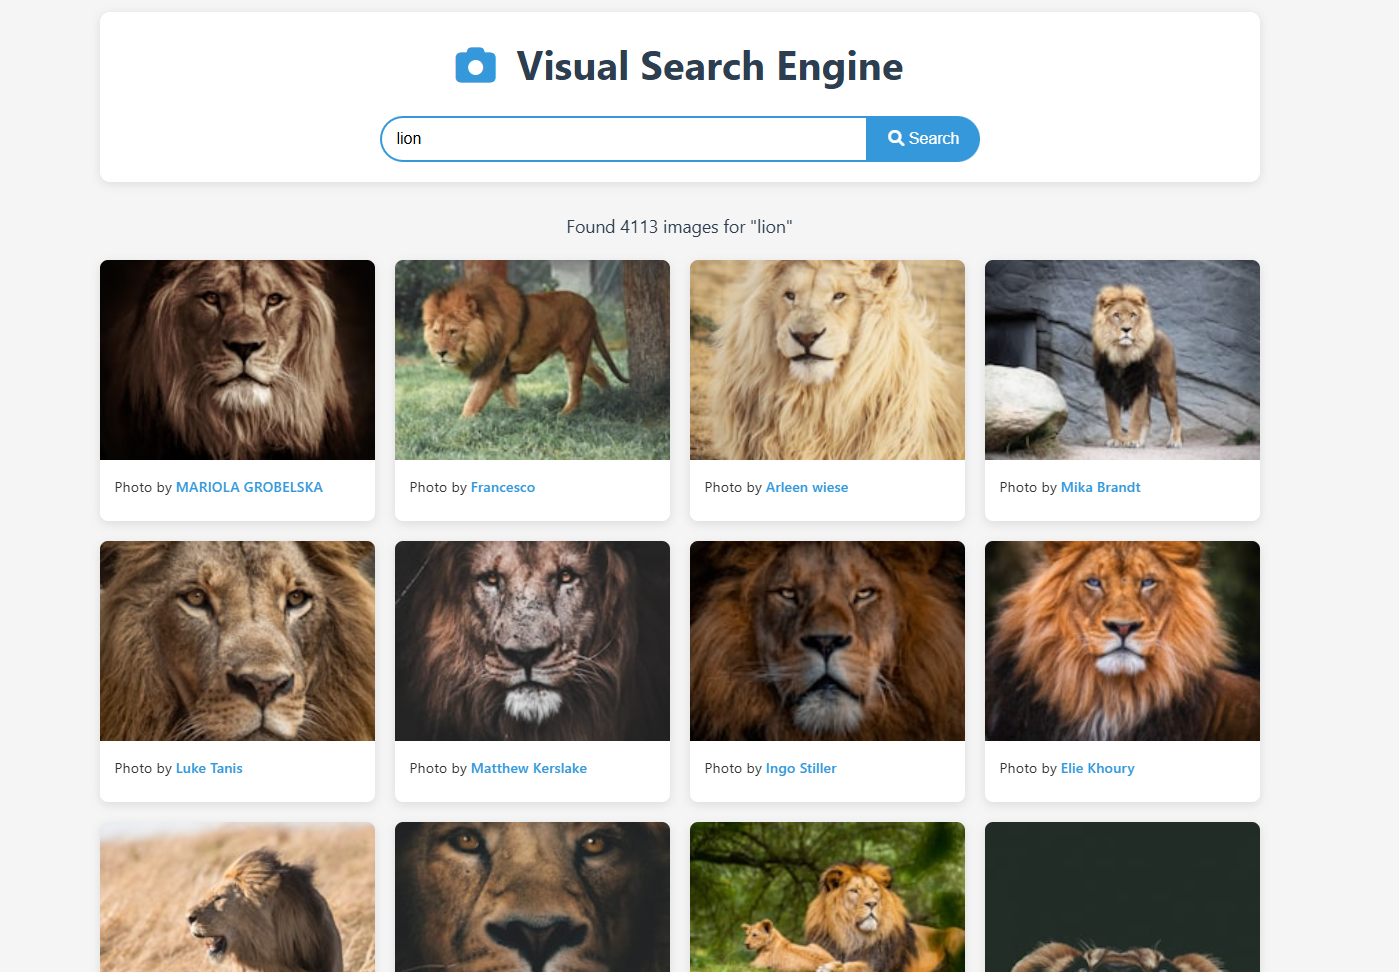 Visual Search Engine
lion
Search
Found 4113 images for "lion"
Photo by MARIOLA GROBELSKA
Photo by Francesco
Photo by Arleen wiese
Photo by Mika Brandt
Photo by Luke Tanis
Photo by Matthew Kerslake
Photo by Ingo Stiller
Photo by Elie Khoury